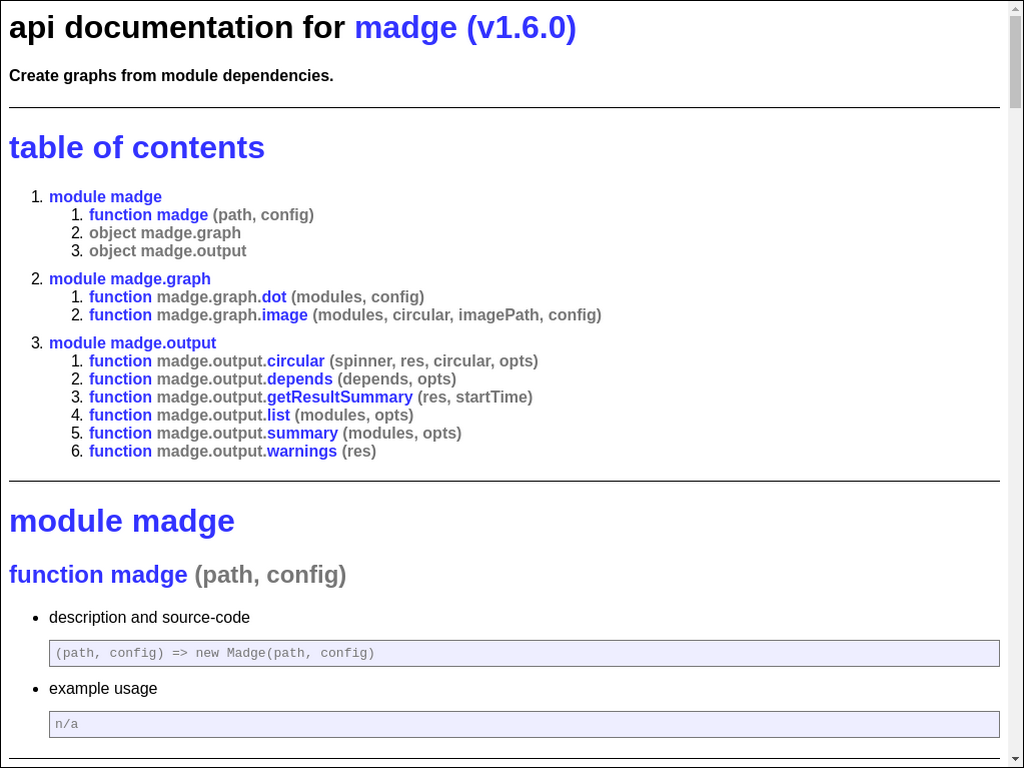 api documentation for madge (v1.6.0)
Create graphs from module dependencies.
table of contents
1. module madge
1. function madge (path, config)
2. object madge.graph
3. object madge.output
2. module madge.graph
1. function madge.graph.dot (modules, config)
2. function madge.graph.image (modules, circular, imagePath, config)
3. module madge.output
1. function madge.output.circular (spinner, res, circular, opts)
2. function madge.output.depends (depends, opts)
3. function madge.output.getResultSummary (res, startTime)
4. function madge.output.list (modules, opts)
5. function madge.output.summary (modules, opts)
6. function madge.output.warnings (res)
module madge
function madge (path, config)
• description and source-code
(path, config) => new Madge(path, config)
• example usage
n/a